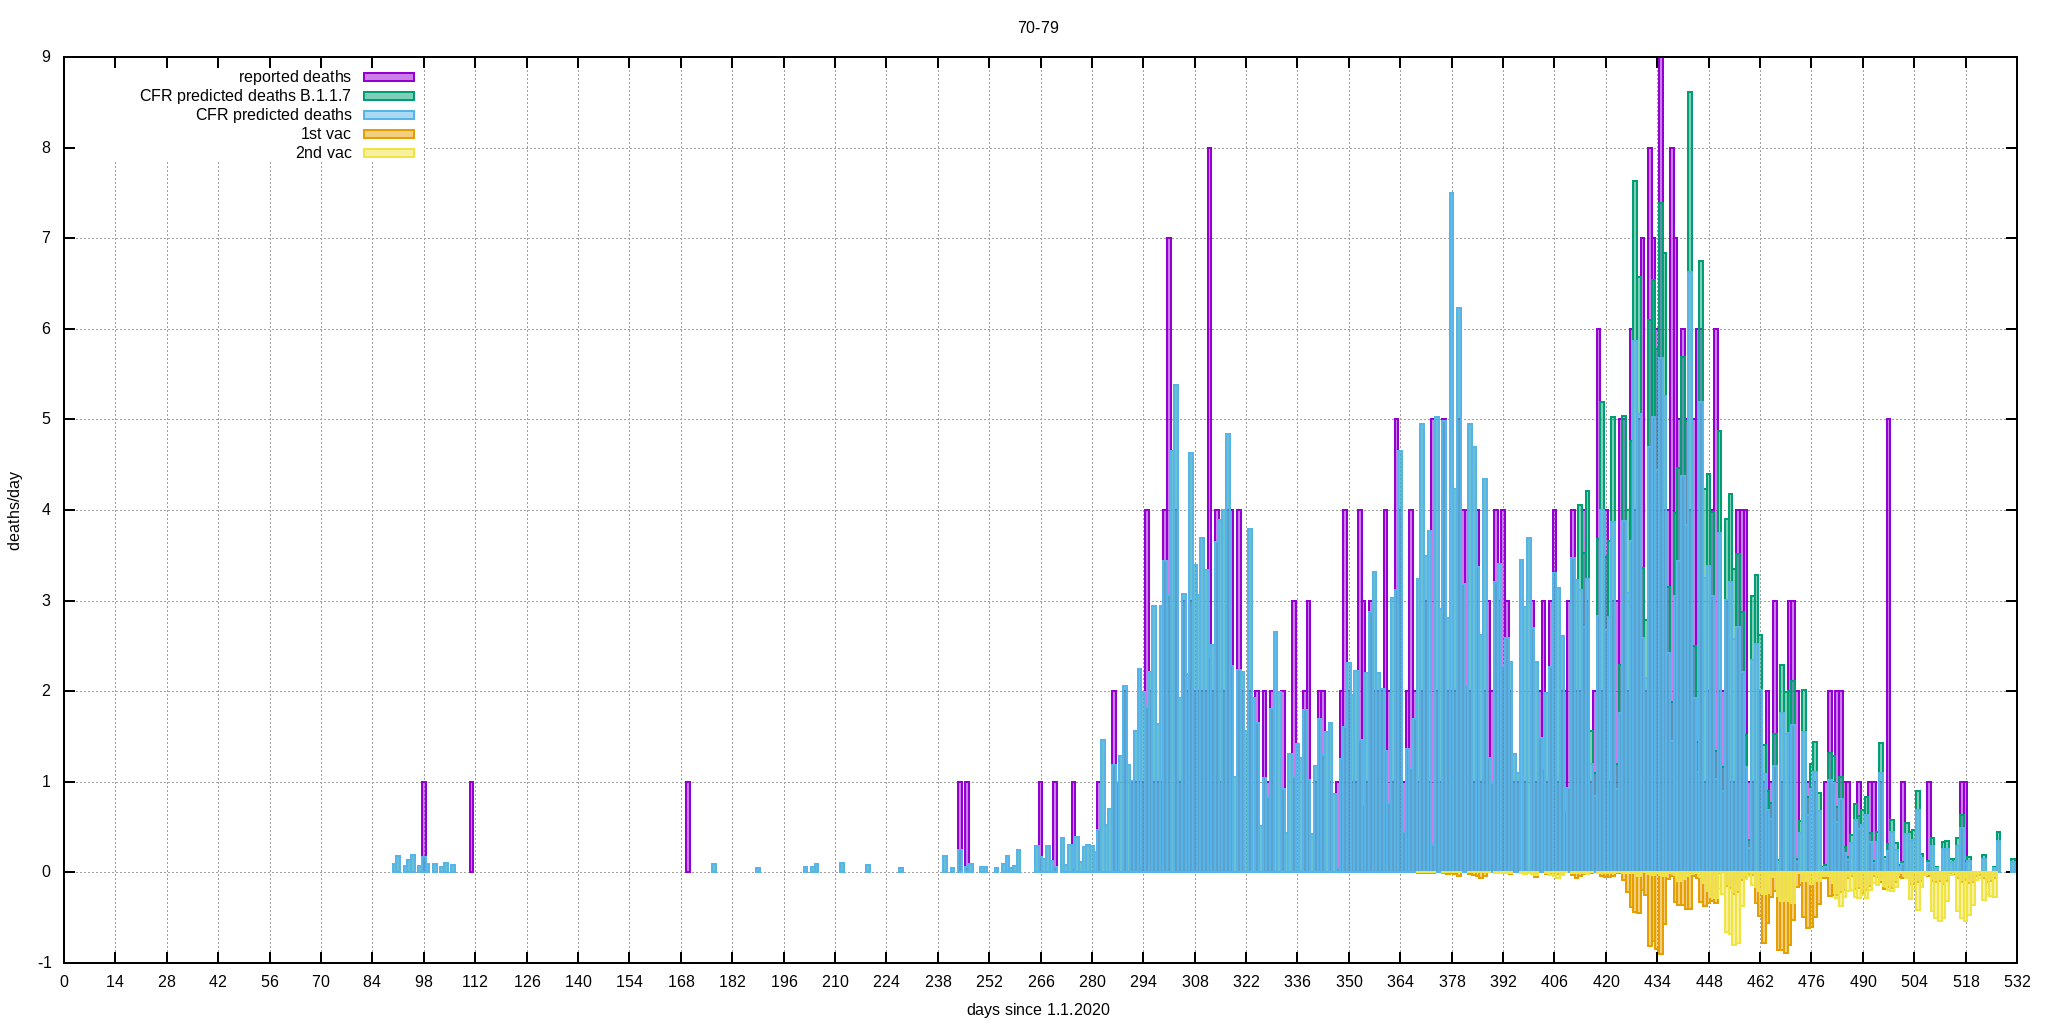 70-79
9
8
7
6
5
4
3
2
1
0
-1
deaths/day
reported deaths
CFR predicted deaths B.1.1.7
CFR predicted deaths
1st vac
2nd vac
0 14 28 42 56 70 84 98 112 126 140 154 168 182 196 210 224 238 252 266 280 294 308 322 336 350 364 378 392 406 420 434 448 462 476 490 504 518 532
days since 1.1.2020